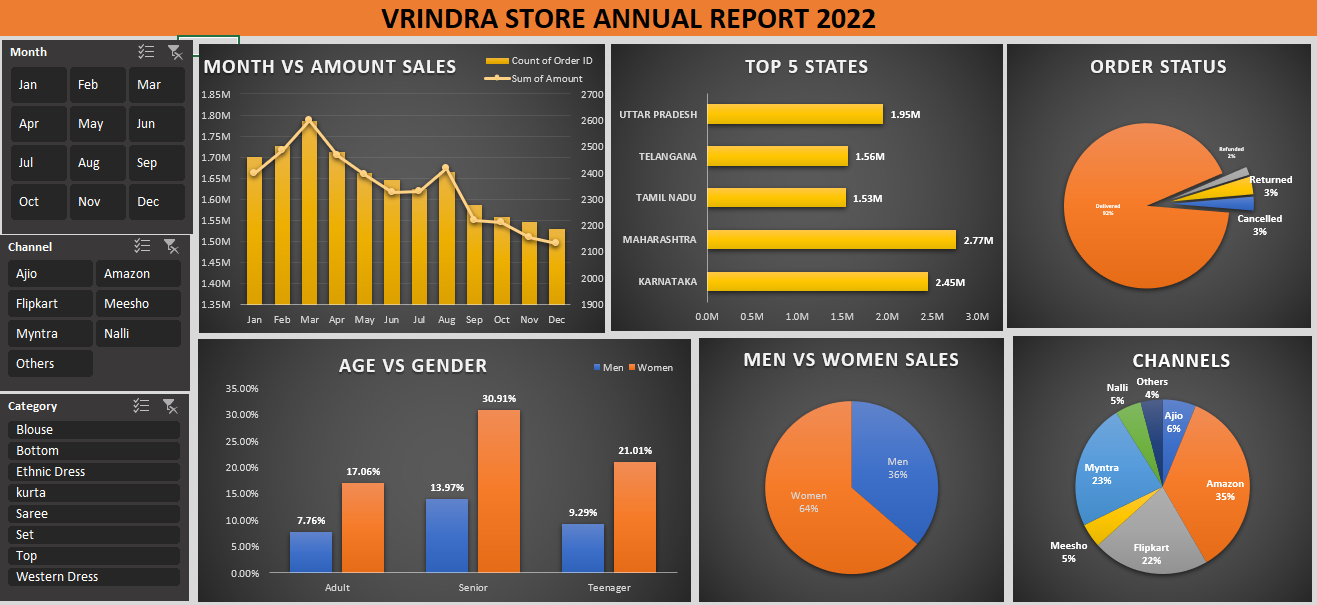 VRINDRA STORE ANNUAL REPORT 2022
Month
Jan Feb Mar
Apr May Jun
Jul Aug Sep
Oct Nov Dec
Channel
Ajio Amazon
Flipkart Meesho
Myntra Nalli
Others
Category
Blouse
Bottom
Ethnic Dress
kurta
Saree
Set
Top
Western Dress
MONTH VS AMOUNT SALES
Count of Order ID
Sum of Amount
1.85M 2700
1.80M 2600
1.75M 2500
1.70M 2400
1.65M 2300
1.60M 2200
1.55M 2100
1.50M 2000
1.45M 1900
1.40M
1.35M
Jan Feb Mar Apr May Jun Jul Aug Sep Oct Nov Dec
TOP 5 STATES
UTTAR PRADESH 1.95M
TELANGANA 1.56M
TAMIL NADU 1.53M
MAHARASHTRA 2.77M
KARNATAKA 2.45M
0.0M 0.5M 1.0M 1.5M 2.0M 2.5M 3.0M
ORDER STATUS
Refunded
2%
Returned
3%
Cancelled
3%
Delivered
92%
AGE VS GENDER
Men Women
35.00%
30.00%
25.00%
20.00%
15.00%
10.00%
5.00%
0.00%
7.76% 17.06%
13.97% 30.91%
9.29% 21.01%
Adult Senior Teenager
MEN VS WOMEN SALES
Men
36%
Women
64%
CHANNELS
Nalli
5%
Others
4%
Ajio
6%
Myntra
23%
Amazon
35%
Meesho
5%
Flipkart
22%